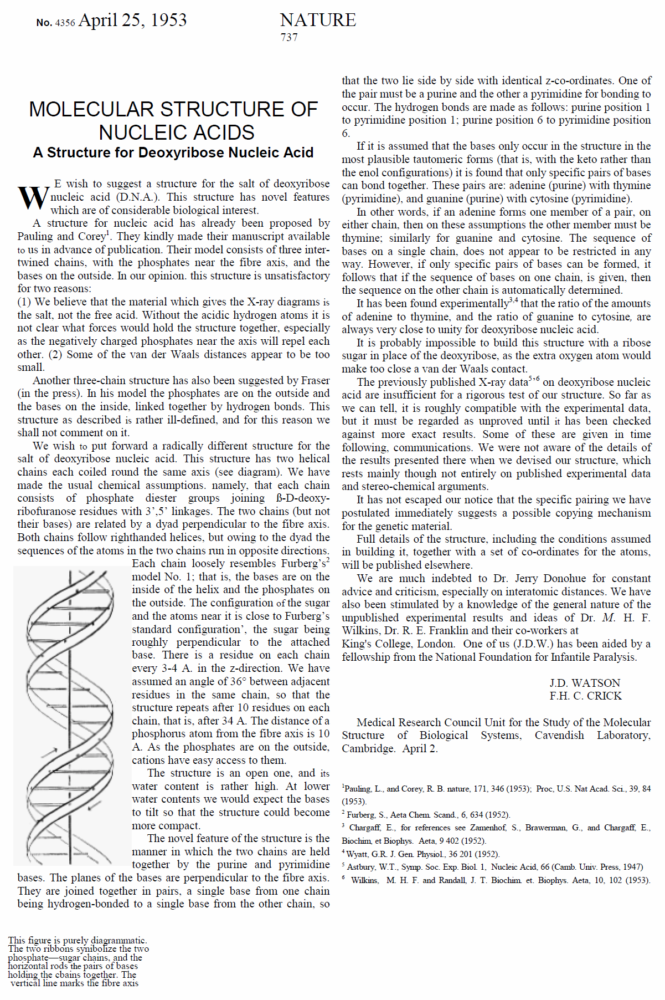 No. 4356 April 25, 1953 NATURE
737
MOLECULAR STRUCTURE OF
NUCLEIC ACIDS
A Structure for Deoxyribose Nucleic Acid
WE wish to suggest a structure for the salt of deoxyribose
nucleic acid (D.N.A.). This structure has novel features
which are of considerable biological interest.
A structure for nucleic acid has already been proposed by
Pauling and Corey¹. They kindly made their manuscript available
to us in advance of publication. Their model consists of three inter-
twined chains, with the phosphates near the fibre axis, and the
bases on the outside. In our opinion. this structure is unsatisfactory
for two reasons:
(1) We believe that the material which gives the X-ray diagrams is
the salt, not the free acid. Without the acidic hydrogen atoms it is
not clear what forces would hold the structure together, especially
as the negatively charged phosphates near the axis will repel each
other. (2) Some of the van der Waals distances appear to be too
small.
Another three-chain structure has also been suggested by Fraser
(in the press). In his model the phosphates are on the outside and
the bases on the inside, linked together by hydrogen bonds. This
structure as described is rather ill-defined, and for this reason we
shall not comment on it.
We wish to put forward a radically different structure for the
salt of deoxyribose nucleic acid. This structure has two helical
chains each coiled round the same axis (see diagram). We have
made the usual chemical assumptions. namely, that each chain
consists of phosphate diester groups joining ß-D-deoxy-
ribofuranose residues with 3’,5’ linkages. The two chains (but not
their bases) are related by a dyad perpendicular to the fibre axis.
Both chains follow righthanded helices, but owing to the dyad the
sequences of the atoms in the two chains run in opposite directions.
Each chain loosely resembles Furberg’s²
model No. 1; that is, the bases are on the
inside of the helix and the phosphates on
the outside. The configuration of the sugar
and the atoms near it is close to Furberg’s
standard configuration’, the sugar being
roughly perpendicular to the attached
base. There is a residue on each chain
every 3-4 A. in the z-direction. We have
assumed an angle of 36° between adjacent
residues in the same chain, so that the
structure repeats after 10 residues on each
chain, that is, after 34 A. The distance of a
phosphorus atom from the fibre axis is 10
A. As the phosphates are on the outside,
cations have easy access to them.
The structure is an open one, and its
water content is rather high. At lower
water contents we would expect the bases
to tilt so that the structure could become
more compact.
The novel feature of the structure is the
manner in which the two chains are held
together by the purine and pyrimidine
bases. The planes of the bases are perpendicular to the fibre axis.
They are joined together in pairs, a single base from one chain
being hydrogen-bonded to a single base from the other chain, so
This figure is purely diagrammatic.
The two ribbons synibolize the two
phosphate—sugar chains, and the
horizontal rods the pairs of bases
holding the cbains together. The
vertical line marks the fibre axis
that the two lie side by side with identical z-co-ordinates. One of
the pair must be a purine and the other a pyrimidine for bonding to
occur. The hydrogen bonds are made as follows: purine position 1
to pyrimidine position 1; purine position 6 to pyrimidine position
6.
If it is assumed that the bases only occur in the structure in the
most plausible tautomeric forms (that is, with the keto rather than
the enol configurations) it is found that only specific pairs of bases
can bond together. These pairs are: adenine (purine) with thymine
(pyrimidine), and guanine (purine) with cytosine (pyrimidine).
In other words, if an adenine forms one member of a pair, on
either chain, then on these assumptions the other member must be
thymine; similarly for guanine and cytosine. The sequence of
bases on a single chain, does not appear to be restricted in any
way. However, if only specific pairs of bases can be formed, it
follows that if the sequence of bases on one chain, is given, then
the sequence on the other chain is automatically determined.
It has been found experimentally³,⁴ that the ratio of the amounts
of adenine to thymine, and the ratio of guanine to cytosine, are
always very close to unity for deoxyribose nucleic acid.
It is probably impossible to build this structure with a ribose
sugar in place of the deoxyribose, as the extra oxygen atom would
make too close a van der Waals contact.
The previously published X-ray data⁵’⁶ on deoxyribose nucleic
acid are insufficient for a rigorous test of our structure. So far as
we can tell, it is roughly compatible with the experimental data,
but it must be regarded as unproved until it has been checked
against more exact results. Some of these are given in time
following, communications. We were not aware of the details of
the results presented there when we devised our structure, which
rests mainly though not entirely on published experimental data
and stereo-chemical arguments.
It has not escaped our notice that the specific pairing we have
postulated immediately suggests a possible copying mechanism
for the genetic material.
Full details of the structure, including the conditions assumed
in building it, together with a set of co-ordinates for the atoms,
will be published elsewhere.
We are much indebted to Dr. Jerry Donohue for constant
advice and criticism, especially on interatomic distances. We have
also been stimulated by a knowledge of the general nature of the
unpublished experimental results and ideas of Dr. M. H. F.
Wilkins, Dr. R. E. Franklin and their co-workers at
King's College, London. One of us (J.D.W.) has been aided by a
fellowship from the National Foundation for Infantile Paralysis.
J.D. WATSON
F.H. C. CRICK
Medical Research Council Unit for the Study of the Molecular
Structure of Biological Systems, Cavendish Laboratory,
Cambridge. April 2.
¹Pauling, L., and Corey, R. B. nature, 171, 346 (1953); Proc, U.S. Nat Acad. Sci., 39, 84
(1953).
² Furberg, S., Aeta Chem. Scand., 6, 634 (1952).
³ Chargaff, E., for references see Zamenhof, S., Brawerman, G., and Chargaff, E.,
Biochim, et Biophys. Aeta, 9 402 (1952).
⁴ Wyatt, G.R. J. Gen. Physiol., 36 201 (1952).
⁵ Astbury, W.T., Symp. Soc. Exp. Biol. 1, Nucleic Acid, 66 (Camb. Univ. Press, 1947)
⁶ Wilkins, M. H. F. and Randall, J. T. Biochim. et. Biophys. Aeta, 10, 102 (1953).